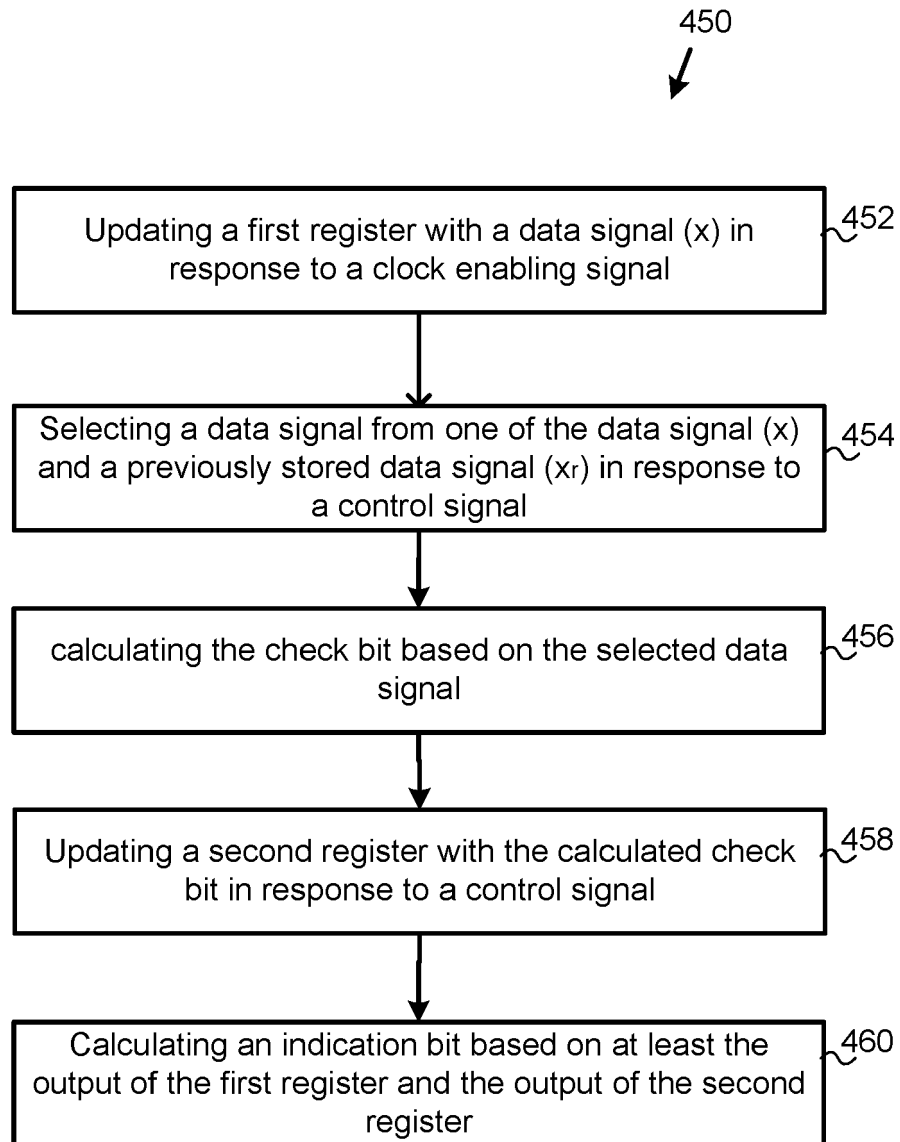 450
Updating a first register with a data signal (x) in
response to a clock enabling signal
452
Selecting a data signal from one of the data signal (x)
and a previously stored data signal (xr) in response to
a control signal
454
calculating the check bit based on the selected data
signal
456
Updating a second register with the calculated check
bit in response to a control signal
458
Calculating an indication bit based on at least the
output of the first register and the output of the second
register
460